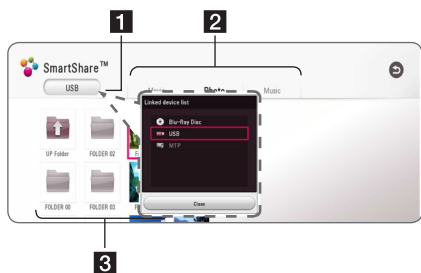 1
2
SmartShare™
USB
Photo
Music
Linked device list
Blu-Ray Disc
USB
MTP
Close
UP Folder
FOLDER 02
FOLDER 00
FOLDER 03
3